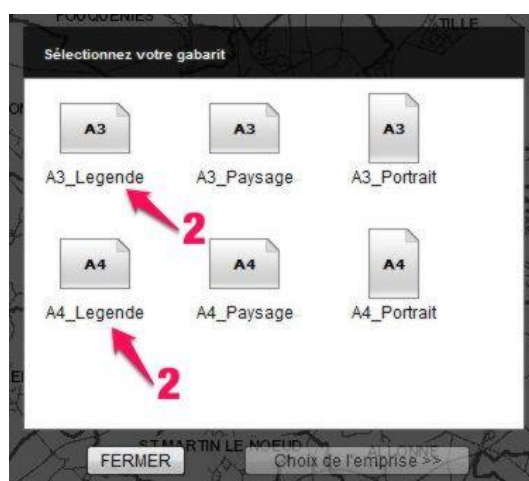 FOUQUENIES
TILLE
Sélectionnez votre gabarit
A3 A3 A3
A3_Legende A3_Paysage A3_Portrait
2
A4 A4 A4
A4_Legende A4_Paysage A4_Portrait
2
ST MARTIN LE NOEUD
ALLONNE
FERMER Choix de l'emprise >>